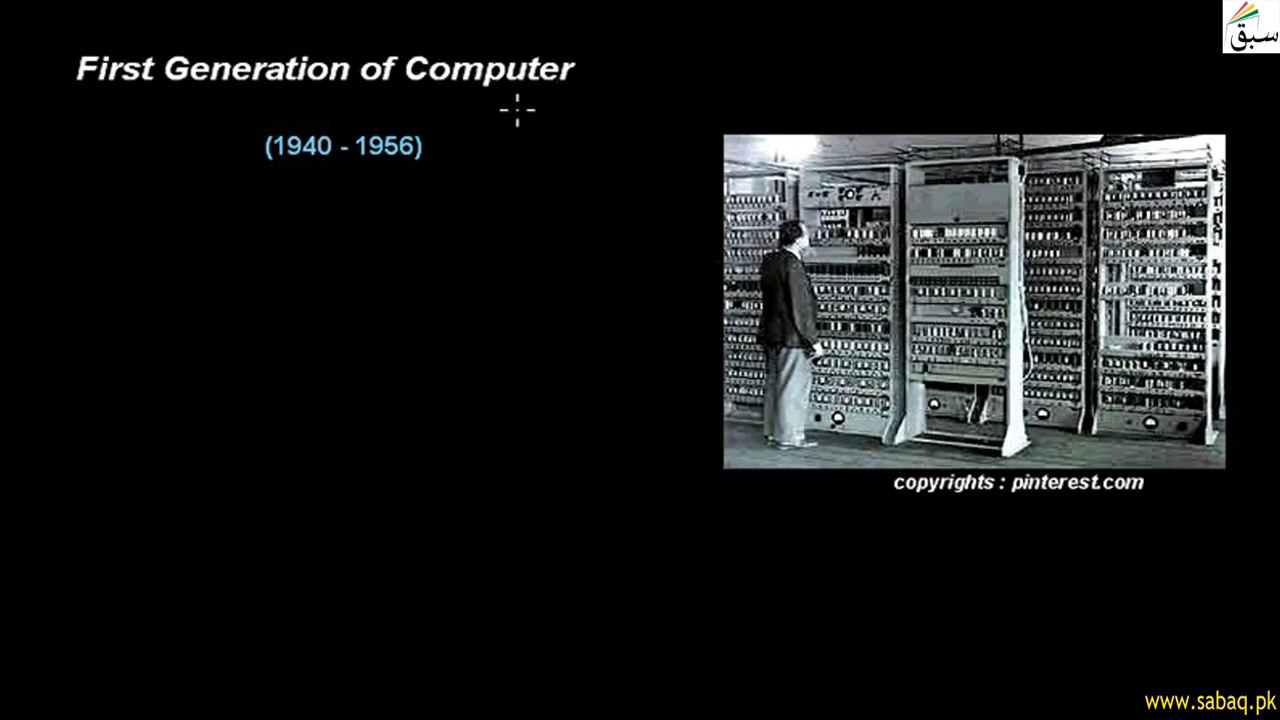 سبق
First Generation of Computer
(1940 - 1956)
copyrights : pinterest.com
www.sabaq.pk